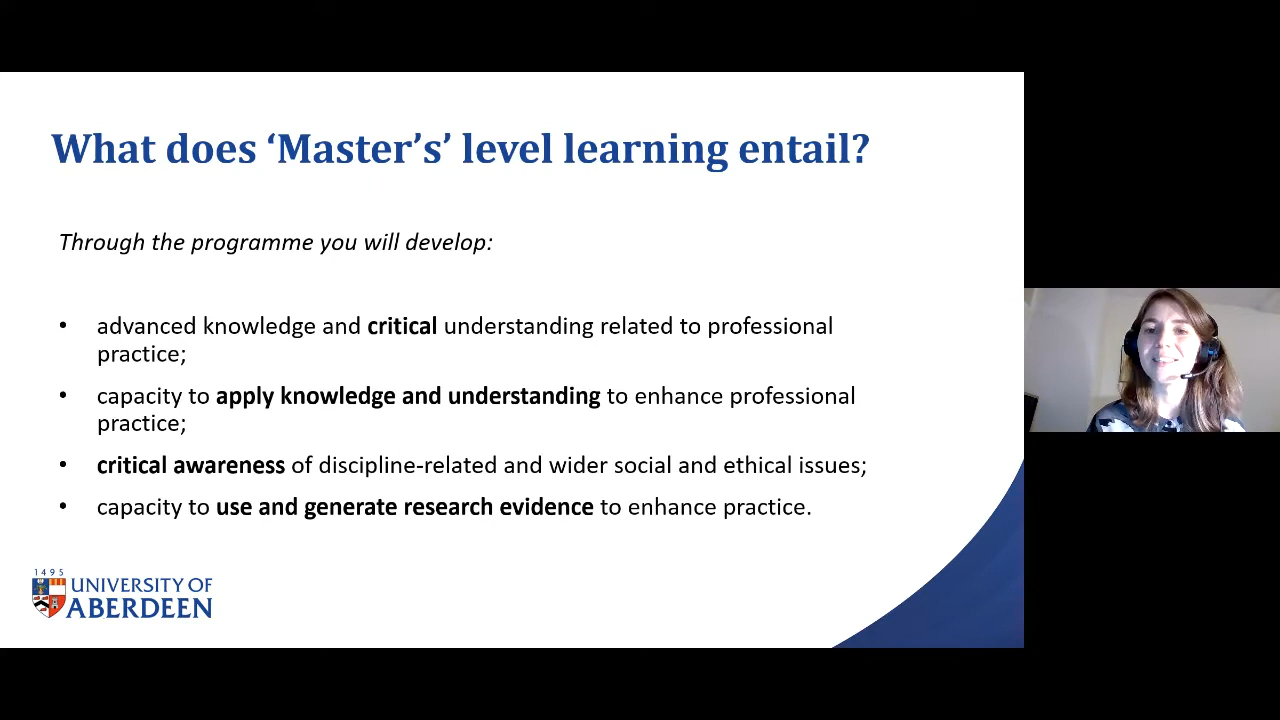 What does ‘Master’s’ level learning entail?
Through the programme you will develop:
• advanced knowledge and critical understanding related to professional
practice;
• capacity to apply knowledge and understanding to enhance professional
practice;
• critical awareness of discipline-related and wider social and ethical issues;
• capacity to use and generate research evidence to enhance practice.
1495
UNIVERSITY OF
ABERDEEN